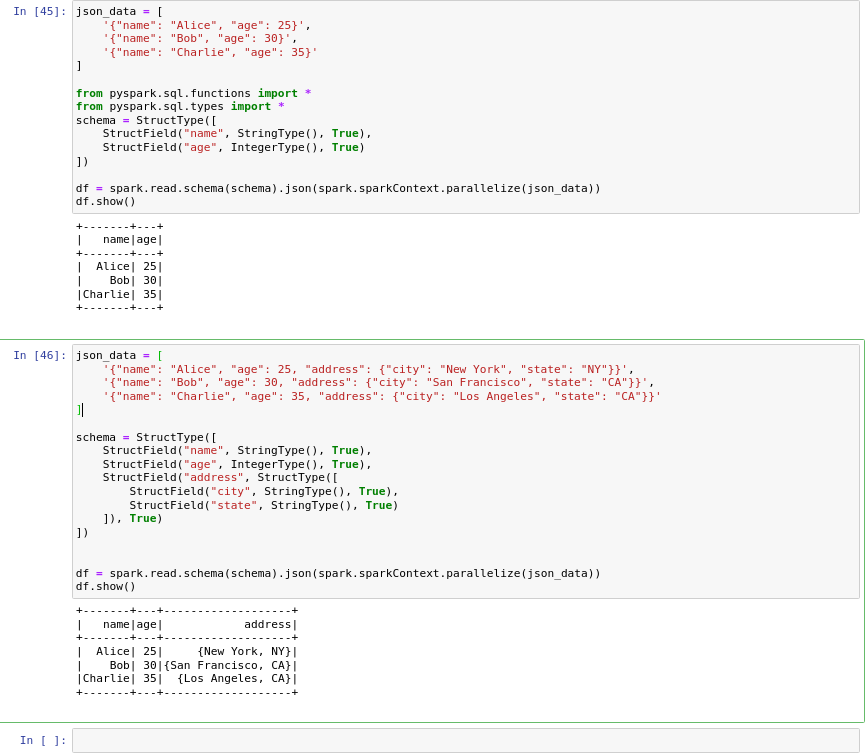 In [45]: json_data = [
    '{"name": "Alice", "age": 25}',
    '{"name": "Bob", "age": 30}',
    '{"name": "Charlie", "age": 35}'
]

from pyspark.sql.functions import *
from pyspark.sql.types import *
schema = StructType([
    StructField("name", StringType(), True),
    StructField("age", IntegerType(), True)
])

df = spark.read.schema(schema).json(spark.sparkContext.parallelize(json_data))
df.show()
+-------+---+
|   name|age|
+-------+---+
|  Alice| 25|
|    Bob| 30|
|Charlie| 35|
+-------+---+
In [46]: json_data = [
    '{"name": "Alice", "age": 25, "address": {"city": "New York", "state": "NY"}}',
    '{"name": "Bob", "age": 30, "address": {"city": "San Francisco", "state": "CA"}}',
    '{"name": "Charlie", "age": 35, "address": {"city": "Los Angeles", "state": "CA"}}'
]

schema = StructType([
    StructField("name", StringType(), True),
    StructField("age", IntegerType(), True),
    StructField("address", StructType([
        StructField("city", StringType(), True),
        StructField("state", StringType(), True)
    ]), True)
])

df = spark.read.schema(schema).json(spark.sparkContext.parallelize(json_data))
df.show()
+-------+---+-------------------+
|   name|age|            address|
+-------+---+-------------------+
|  Alice| 25|     {New York, NY}|
|    Bob| 30|{San Francisco, CA}|
|Charlie| 35|  {Los Angeles, CA}|
+-------+---+-------------------+
In [ ]: